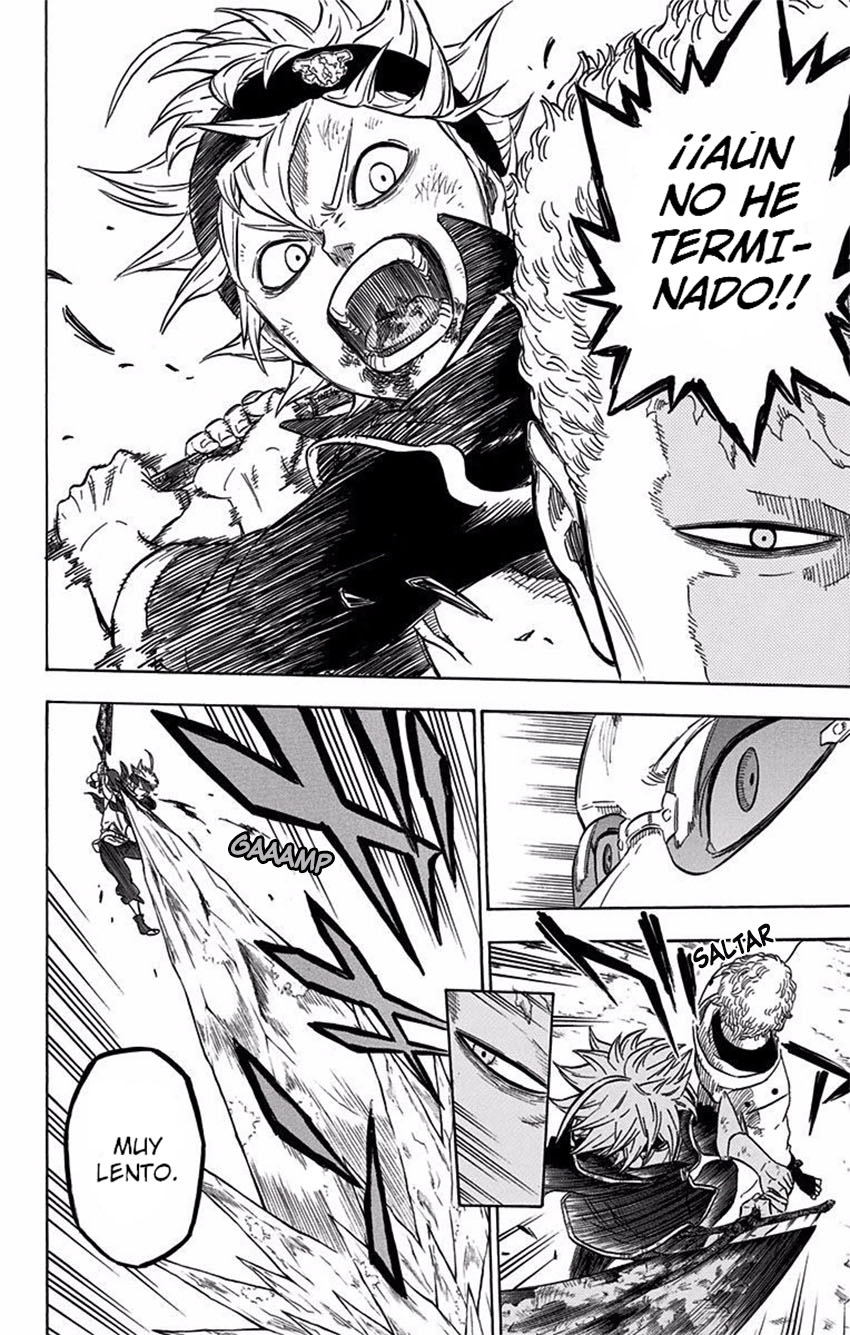 ¡¡AÚN
NO HE
TERMI-
NADO!!
GAAAMP
SALTAR
MUY
LENTO.